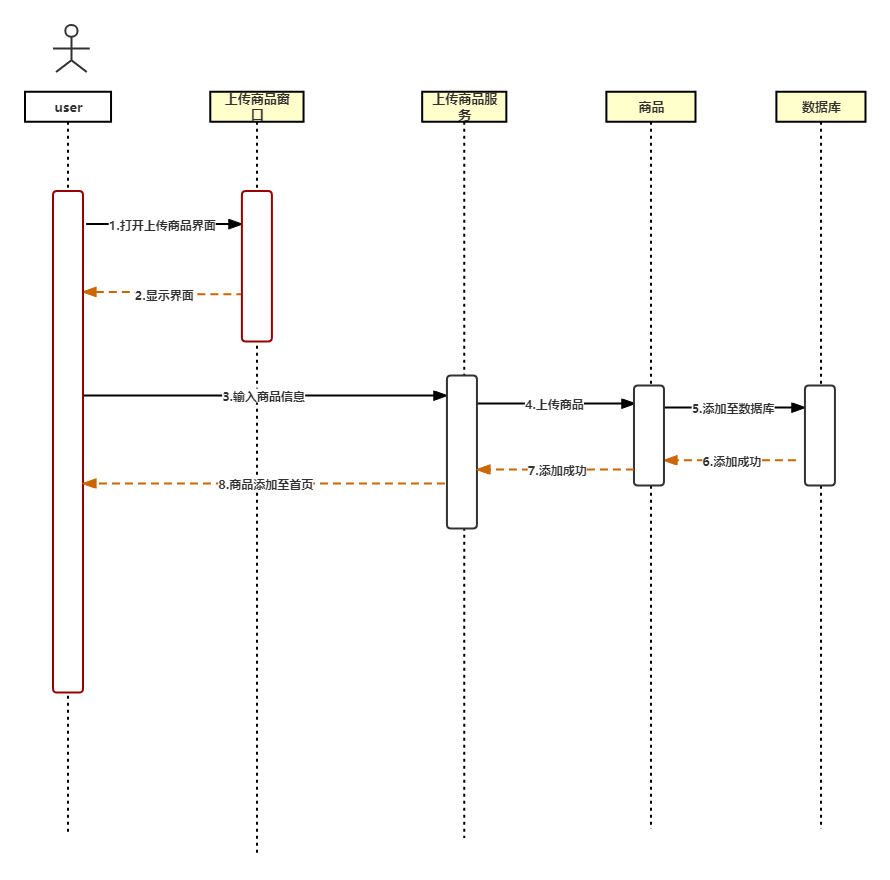 user
上传商品窗
口
上传商品服
务
商品
数据库
1.打开上传商品界面
2.显示界面
3.输入商品信息
4.上传商品
5.添加至数据库
6.添加成功
7.添加成功
8.商品添加至首页